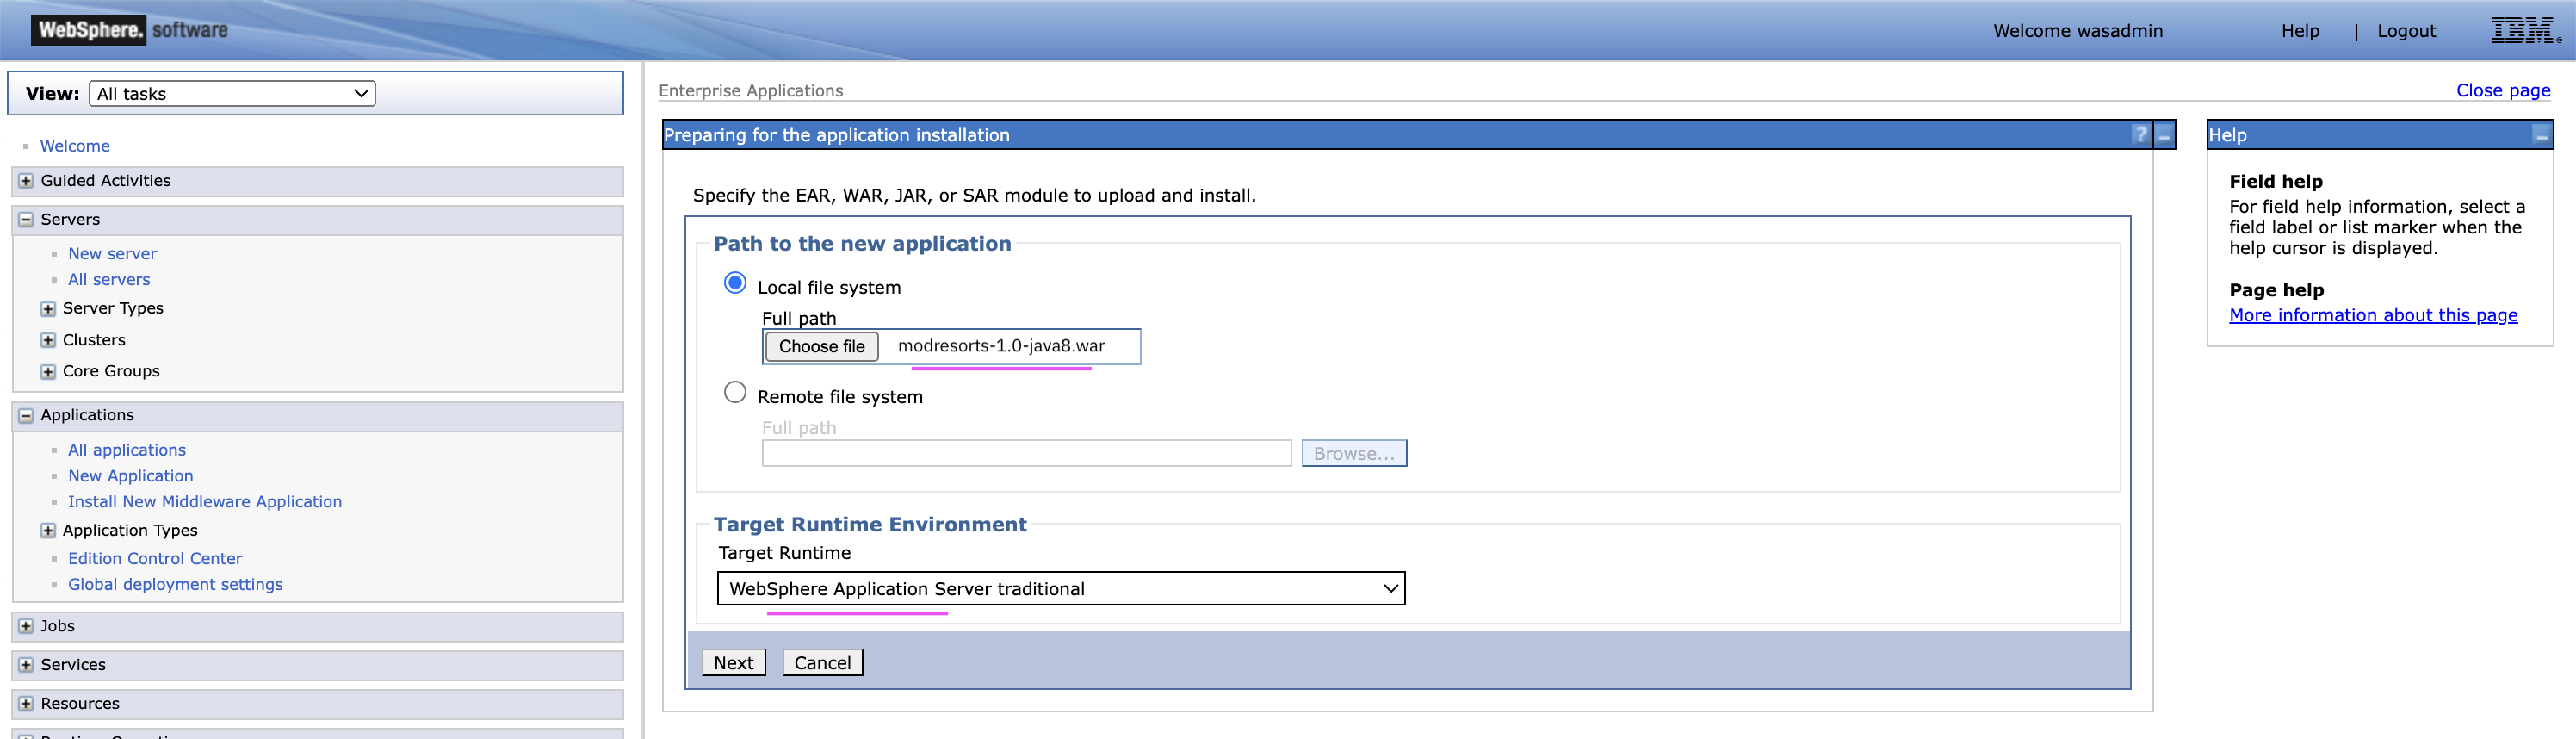 WebSphere. software
Welcome wasadmin
Help | Logout
IBM.
View: All tasks
Welcome
Guided Activities
Servers
New server
All servers
Server Types
Clusters
Core Groups
Applications
All applications
New Application
Install New Middleware Application
Application Types
Edition Control Center
Global deployment settings
Jobs
Services
Resources
Enterprise Applications
Close page
Preparing for the application installation
? -
Specify the EAR, WAR, JAR, or SAR module to upload and install.
Path to the new application
Local file system
Full path
Choose file modresorts-1.0-java8.war
Remote file system
Full path
Browse...
Target Runtime Environment
Target Runtime
WebSphere Application Server traditional
Next Cancel
Help
Field help
For field help information, select a
field label or list marker when the
help cursor is displayed.
Page help
More information about this page